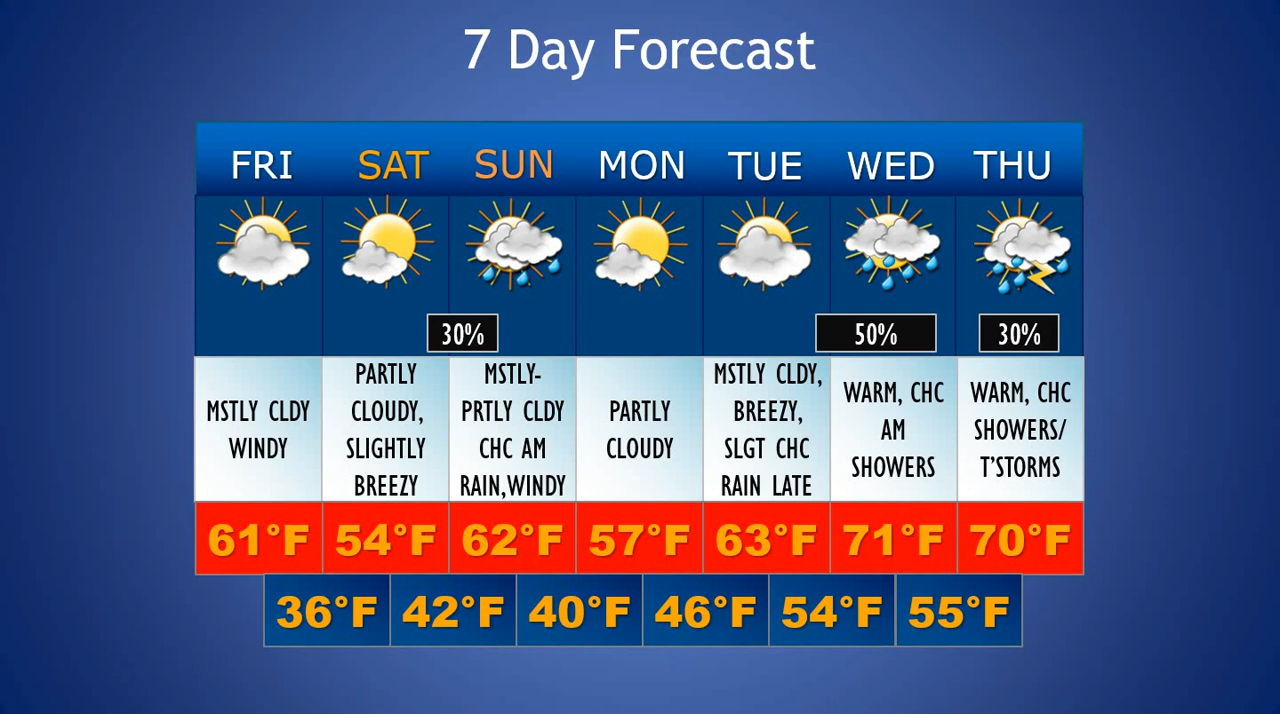 7 Day Forecast
FRI SAT SUN MON TUE WED THU
30% 50% 30%
MSTLY CLDY
WINDY
PARTLY
CLOUDY,
SLIGHTLY
BREEZY
MSTLY-
PRTLY CLDY
CHC AM
RAIN,WINDY
PARTLY
CLOUDY
MSTLY CLDY,
BREEZY,
SLGT CHC
RAIN LATE
WARM, CHC
AM
SHOWERS
WARM, CHC
SHOWERS/
T'STORMS
61°F 54°F 62°F 57°F 63°F 71°F 70°F
36°F 42°F 40°F 46°F 54°F 55°F